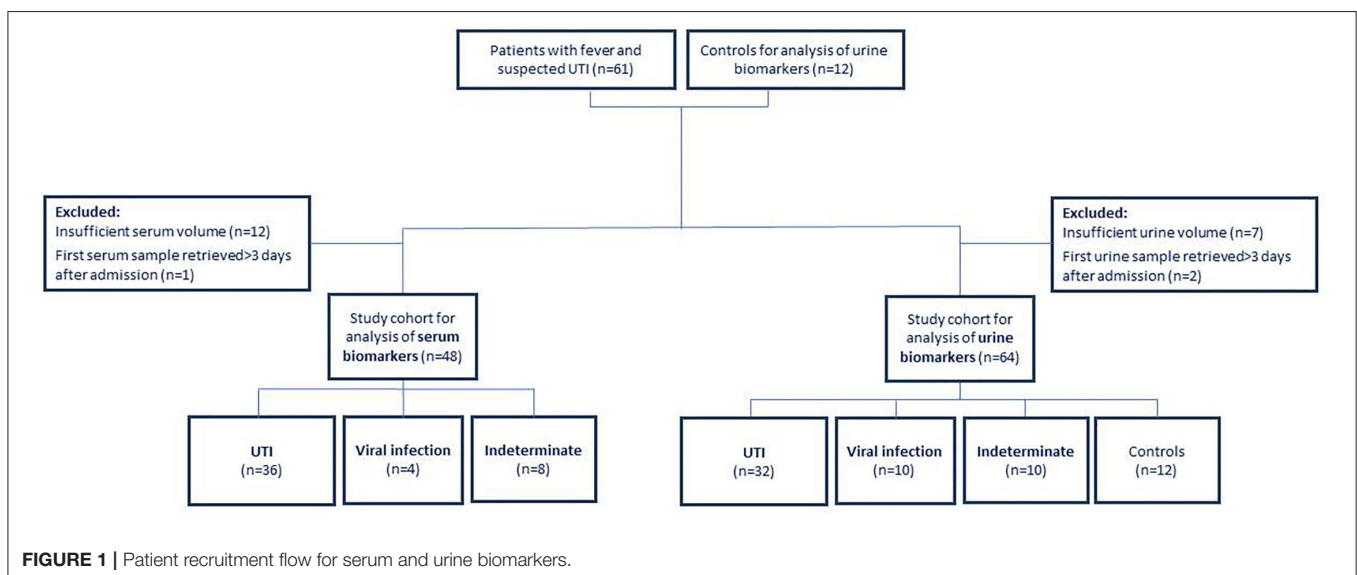 Patients with fever and
suspected UTI (n=61)
Controls for analysis of urine
biomarkers (n=12)
Excluded:
Insufficient serum volume (n=12)
First serum sample retrieved>3 days
after admission (n=1)
Excluded:
Insufficient urine volume (n=7)
First urine sample retrieved>3 days
after admission (n=2)
Study cohort for
analysis of serum
biomarkers (n=48)
Study cohort for
analysis of urine
biomarkers (n=64)
UTI
(n=36)
Viral infection
(n=4)
Indeterminate
(n=8)
UTI
(n=32)
Viral infection
(n=10)
Indeterminate
(n=10)
Controls
(n=12)
FIGURE 1 | Patient recruitment flow for serum and urine biomarkers.